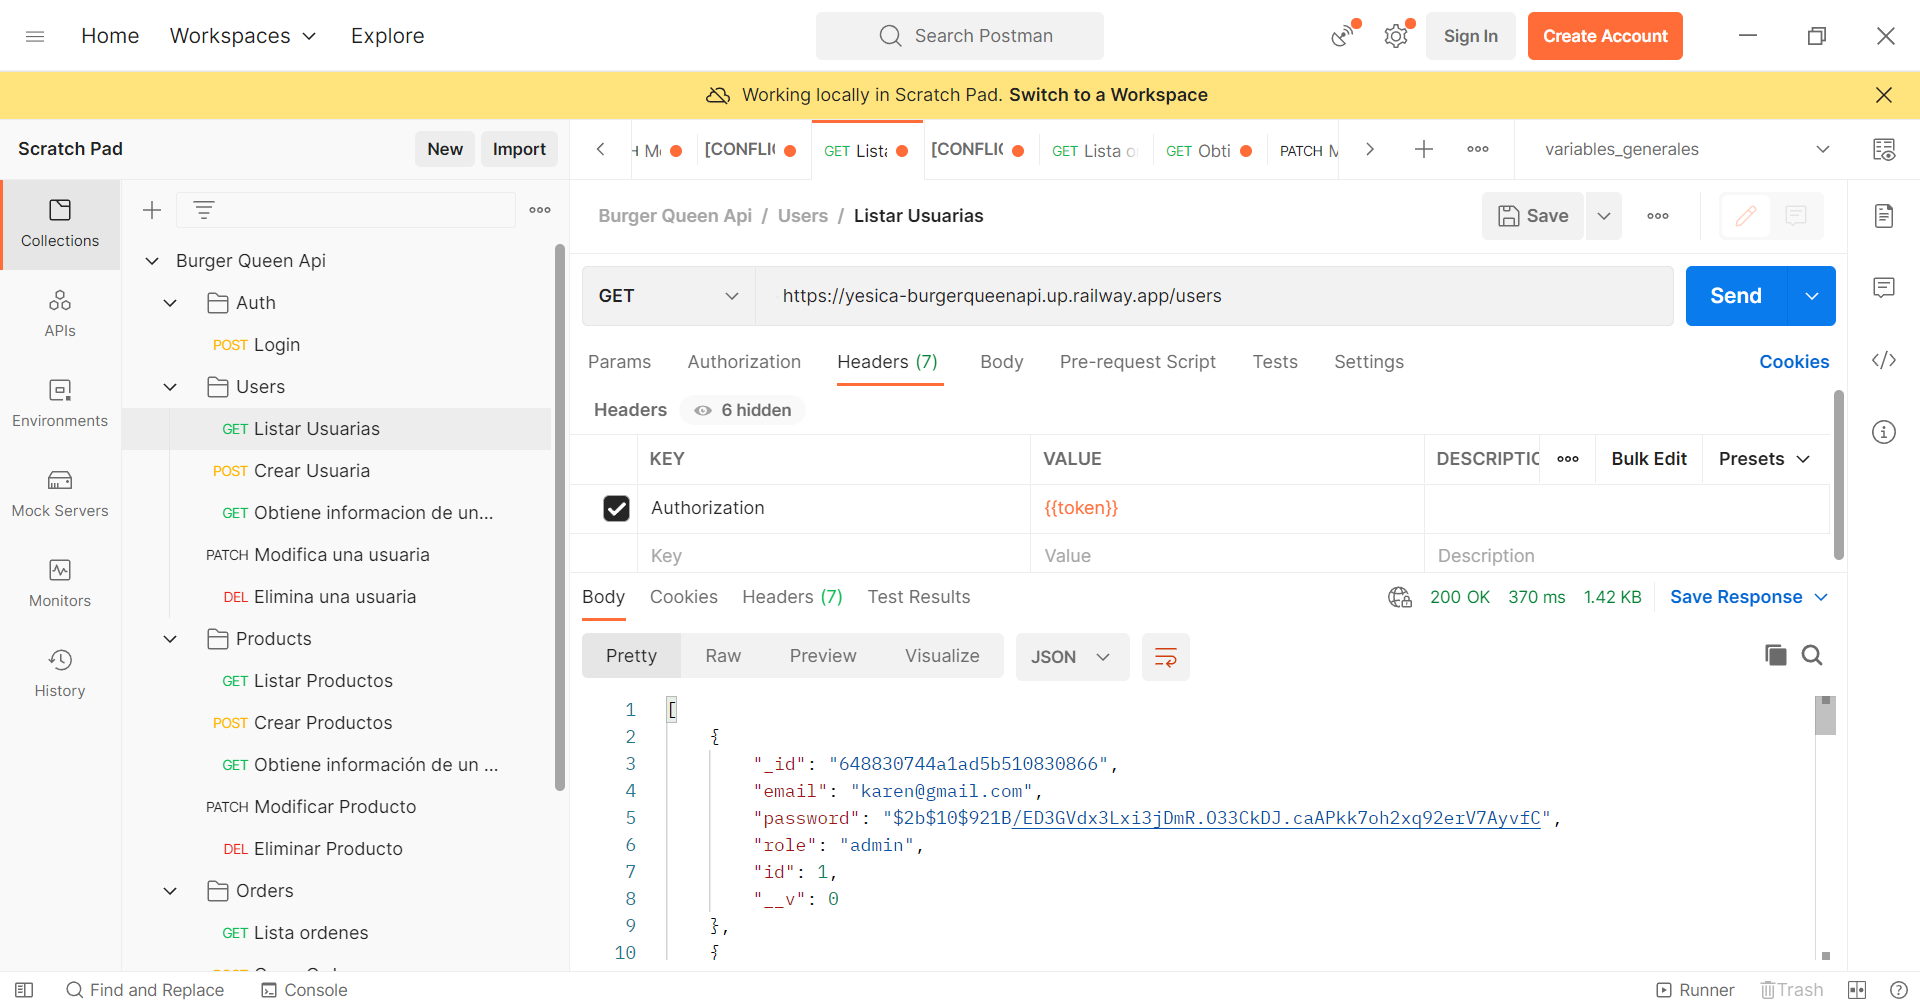 Home Workspaces Explore Search Postman Sign In Create Account
Working locally in Scratch Pad. Switch to a Workspace
Scratch Pad New Import
[CONFLIC GET Lista [CONFLIC GET Lista o GET Obti PATCH M variables_generales
Collections
APIs
Environments
Mock Servers
Monitors
History
Burger Queen Api
Auth
POST Login
Users
GET Listar Usuarias
POST Crear Usuaria
GET Obtiene informacion de un...
PATCH Modifica una usuaria
DEL Elimina una usuaria
Products
GET Listar Productos
POST Crear Productos
GET Obtiene información de un ...
PATCH Modificar Producto
DEL Eliminar Producto
Orders
GET Lista ordenes
Burger Queen Api / Users / Listar Usuarias Save
GET https://yesica-burgerqueenapi.up.railway.app/users Send
Params Authorization Headers (7) Body Pre-request Script Tests Settings Cookies
Headers 6 hidden
KEY VALUE DESCRIPTIO Bulk Edit Presets
Authorization {{token}}
Key Value Description
Body Cookies Headers (7) Test Results 200 OK 370 ms 1.42 KB Save Response
Pretty Raw Preview Visualize JSON
1 [
2 {
3 "_id": "648830744a1ad5b510830866",
4 "email": "karen@gmail.com",
5 "password": "$2b$10$921B/ED3GVdx3Lxi3jDmR.O33CkDJ.caAPkk7oh2xq92erV7AyvfC",
6 "role": "admin",
7 "id": 1,
8 "__v": 0
9 },
10 {
Find and Replace Console Runner Trash